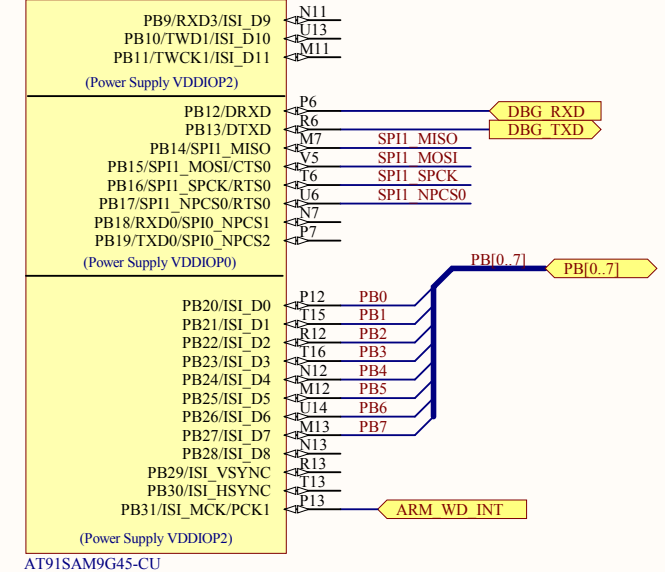 PB9/RXD3/ISI_D9 N11
PB10/TWD1/ISI_D10 U13
PB11/TWCK1/ISI_D11 M11
(Power Supply VDDIOP2)
PB12/DRXD P6 DBG_RXD
PB13/DTXD R6 DBG_TXD
PB14/SPI1_MISO M7 SPI1_MISO
PB15/SPI1_MOSI/CTS0 V5 SPI1_MOSI
PB16/SPI1_SPCK/RTS0 T6 SPI1_SPCK
PB17/SPI1_NPCS0/RTS0 U6 SPI1_NPCS0
PB18/RXD0/SPI0_NPCS1 N7
PB19/TXD0/SPI0_NPCS2 P7
(Power Supply VDDIOP0)
PB[0..7] PB[0..7]
PB20/ISI_D0 P12 PB0
PB21/ISI_D1 T15 PB1
PB22/ISI_D2 R12 PB2
PB23/ISI_D3 T16 PB3
PB24/ISI_D4 N12 PB4
PB25/ISI_D5 M12 PB5
PB26/ISI_D6 U14 PB6
PB27/ISI_D7 M13 PB7
PB28/ISI_D8 N13
PB29/ISI_VSYNC R13
PB30/ISI_HSYNC T13
PB31/ISI_MCK/PCK1 P13 ARM_WD_INT
(Power Supply VDDIOP2)
AT91SAM9G45-CU